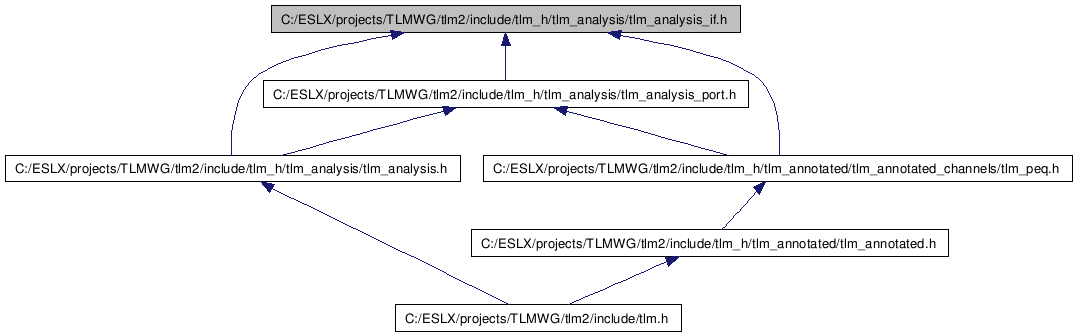 C:/ESLX/projects/TLMWG/tlm2/include/tlm_h/tlm_analysis/tlm_analysis_if.h
C:/ESLX/projects/TLMWG/tlm2/include/tlm_h/tlm_analysis/tlm_analysis_port.h
C:/ESLX/projects/TLMWG/tlm2/include/tlm_h/tlm_analysis/tlm_analysis.h
C:/ESLX/projects/TLMWG/tlm2/include/tlm_h/tlm_annotated/tlm_annotated_channels/tlm_peq.h
C:/ESLX/projects/TLMWG/tlm2/include/tlm_h/tlm_annotated/tlm_annotated.h
C:/ESLX/projects/TLMWG/tlm2/include/tlm.h